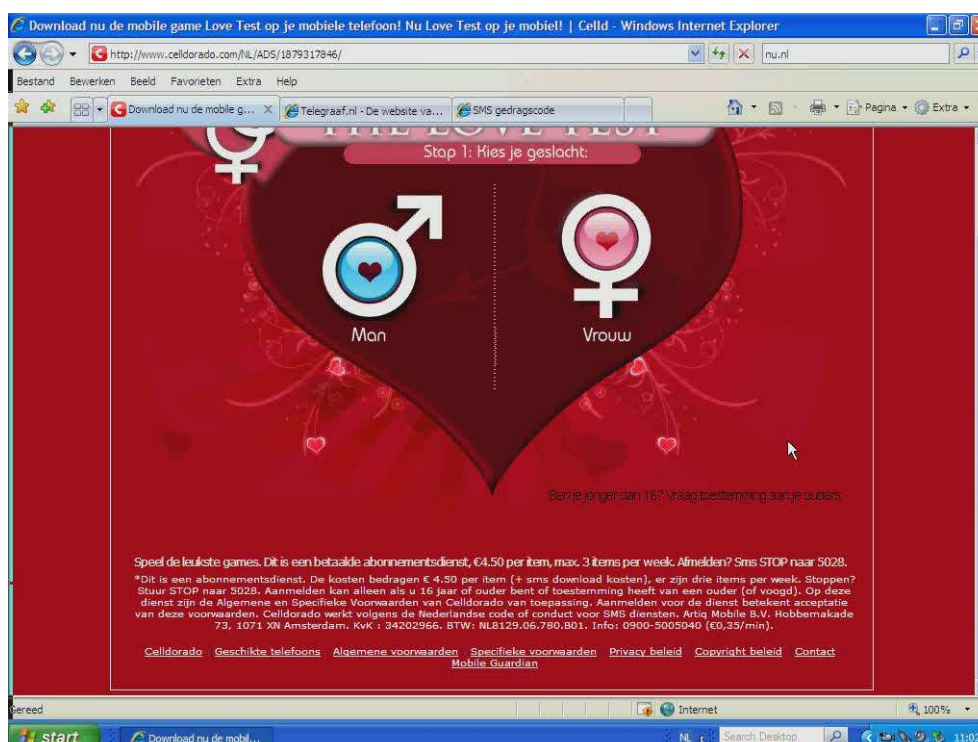 Download nu de mobile game Love Test op je mobiele telefoon! Nu Love Test op je mobiel! | Celld - Windows Internet Explorer
http://www.celldorado.com/NL/ADS/1879317846/
nu.nl
Bestand Bewerken Beeld Favorieten Extra Help
Download nu de mobile g... X
Telegraaf.nl - De website va...
SMS gedragscode
Pagina
Extra
THE LOVE TEST
Stap 1: Kies je geslacht:
Man
Vrouw
Ben je jonger dan 16? Vraag toestemming aan je ouders.
Speel de leukste games. Dit is een betaalde abonnementsdienst, €4.50 per item, max. 3 items per week. Afmelden? Sms STOP naar 5028.
*Dit is een abonnementsdienst. De kosten bedragen € 4.50 per item (+ sms download kosten), er zijn drie items per week. Stoppen?
Stuur STOP naar 5028. Aanmelden kan alleen als u 16 jaar of ouder bent of toestemming heeft van een ouder (of voogd). Op deze
dienst zijn de Algemene en Specifieke Voorwaarden van Celldorado van toepassing. Aanmelden voor de dienst betekent acceptatie
van deze voorwaarden. Celldorado werkt volgens de Nederlandse code of conduct voor SMS diensten. Artiq Mobile B.V. Hobbemakade
73, 1071 XN Amsterdam. KvK : 34202966. BTW: NL8129.06.780.B01. Info: 0900-5005040 (€0,35/min).
Celldorado Geschikte telefoons Algemene voorwaarden Specifieke voorwaarden Privacy beleid Copyright beleid Contact
Mobile Guardian
Gereed
Internet
100%
start
Download nu de mobil...
NL
Search Desktop